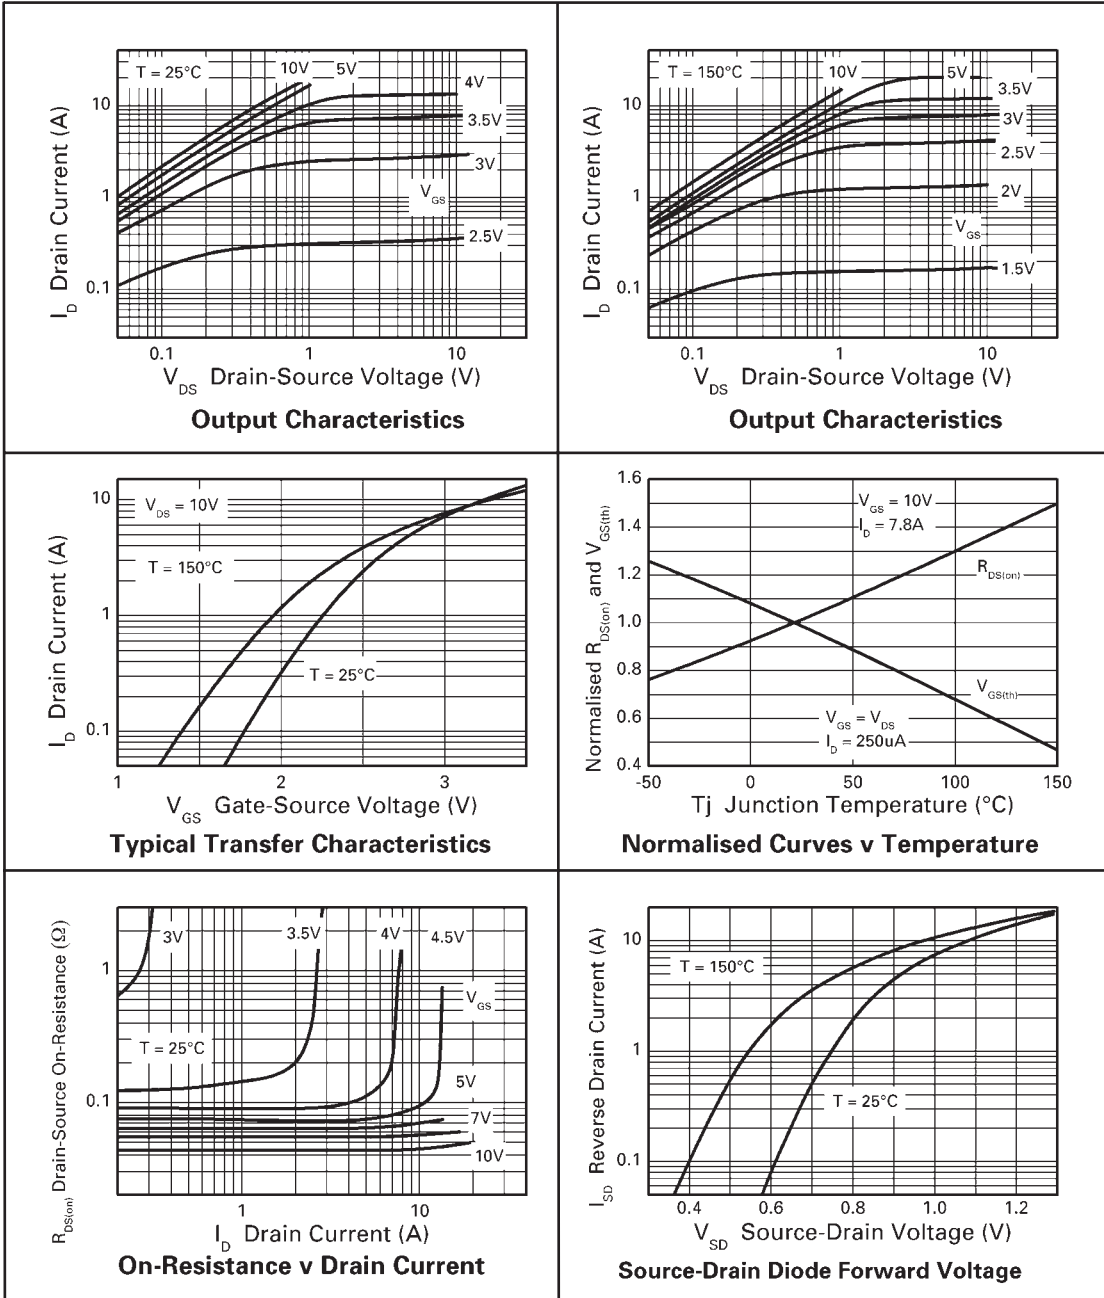 T = 25°C
10V
5V
4V
3.5V
3V
V_GS
2.5V
10
1
0.1
I_D Drain Current (A)
0.1
1
10
V_DS Drain-Source Voltage (V)
Output Characteristics
T = 150°C
10V
5V
3.5V
3V
2.5V
2V
V_GS
1.5V
10
1
0.1
I_D Drain Current (A)
0.1
1
10
V_DS Drain-Source Voltage (V)
Output Characteristics
V_DS = 10V
T = 150°C
T = 25°C
10
1
0.1
I_D Drain Current (A)
1
2
3
V_GS Gate-Source Voltage (V)
Typical Transfer Characteristics
1.6
1.4
1.2
1.0
0.8
0.6
0.4
Normalised R_DS(on) and V_GS(th)
V_GS = 10V
I_D = 7.8A
R_DS(on)
V_GS(th)
V_GS = V_DS
I_D = 250uA
-50
0
50
100
150
Tj Junction Temperature (°C)
Normalised Curves v Temperature
3V
3.5V
4V
4.5V
V_GS
T = 25°C
5V
7V
10V
1
0.1
R_DS(on) Drain-Source On-Resistance (Ω)
1
10
I_D Drain Current (A)
On-Resistance v Drain Current
T = 150°C
T = 25°C
10
1
0.1
I_SD Reverse Drain Current (A)
0.4
0.6
0.8
1.0
1.2
V_SD Source-Drain Voltage (V)
Source-Drain Diode Forward Voltage